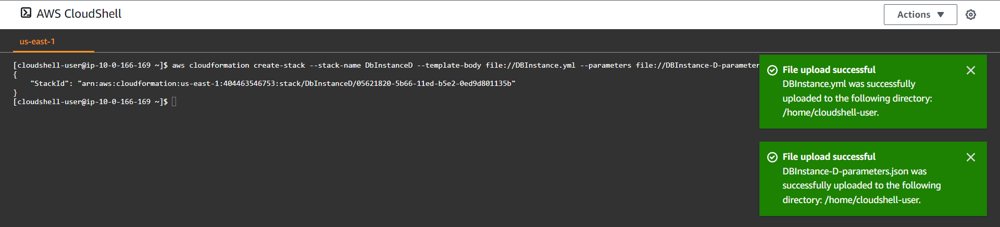 AWS CloudShell
Actions
us-east-1
[cloudshell-user@ip-10-0-166-169 ~]$ aws cloudformation create-stack --stack-name DbInstanceD --template-body file://DBInstance.yml --parameters file://DBInstance-D-parameter
{
"StackId": "arn:aws:cloudformation:us-east-1:404463546753:stack/DbInstanceD/05621820-5b66-11ed-b5e2-0ed9d801135b"
}
[cloudshell-user@ip-10-0-166-169 ~]$
File upload successful
DBInstance.yml was successfully
uploaded to the following directory:
/home/cloudshell-user.
File upload successful
DBInstance-D-parameters.json was
successfully uploaded to the following
directory: /home/cloudshell-user.